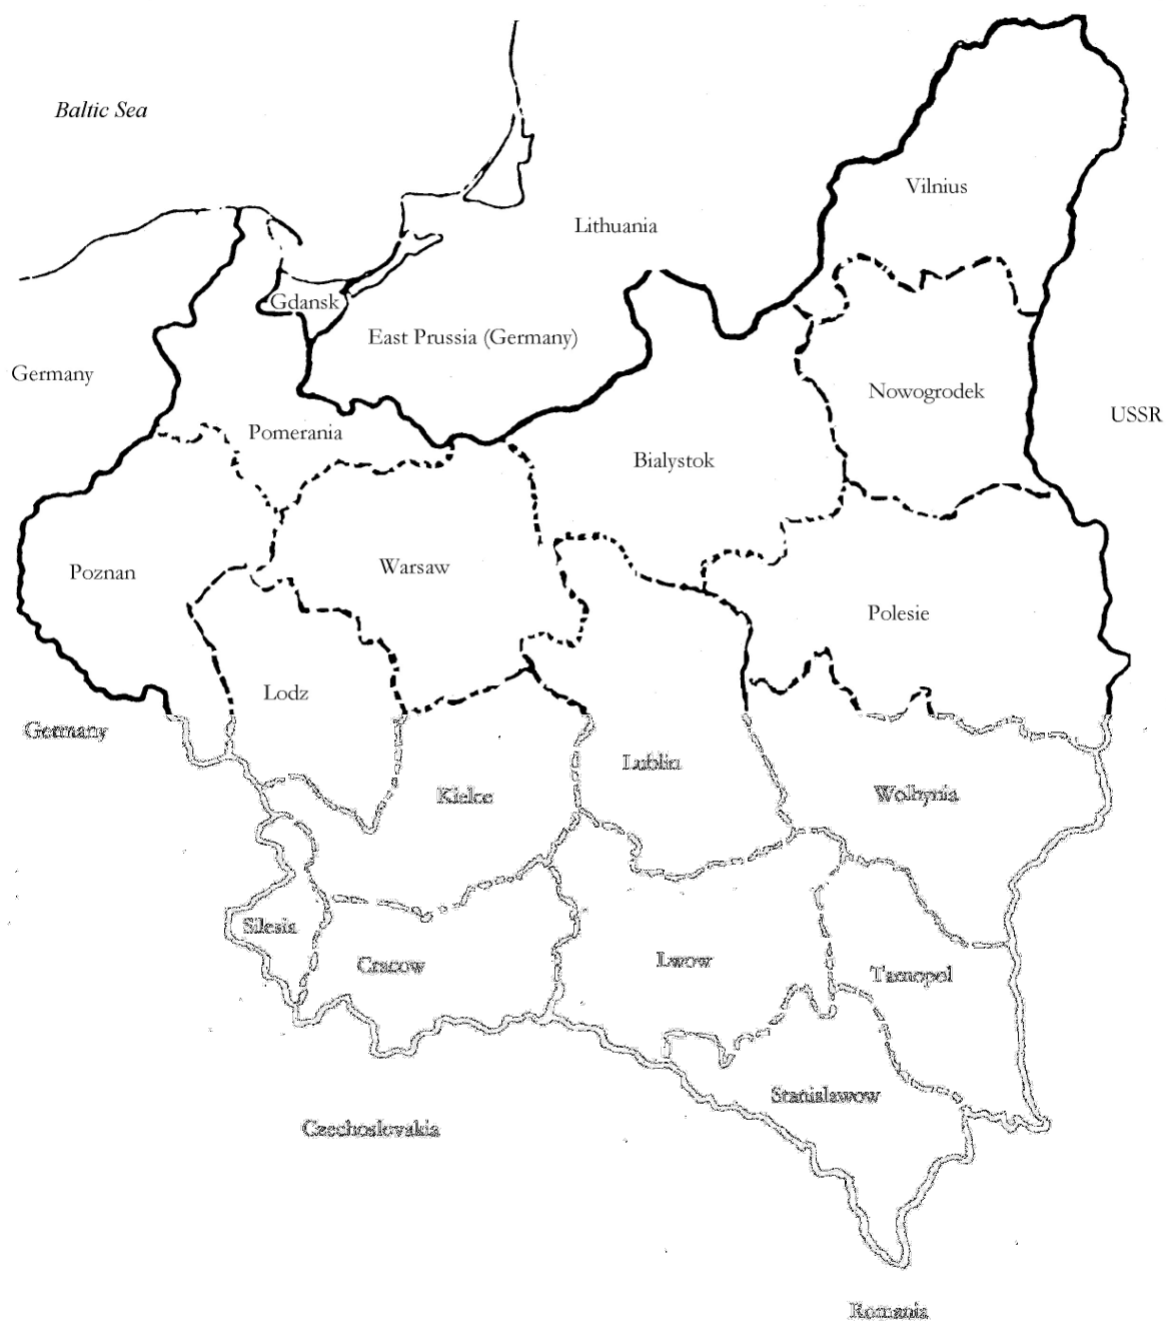 Baltic Sea
Vilnius
Lithuania
Gdansk
East Prussia (Germany)
Germany
Nowogrodek
USSR
Pomerania
Bialystok
Warsaw
Poznan
Polesie
Lodz
Germany
Lublin
Kielce
Wolhynia
Silesia
Cracow
Lwow
Tarnopol
Stanislawow
Czechoslovakia
Romania